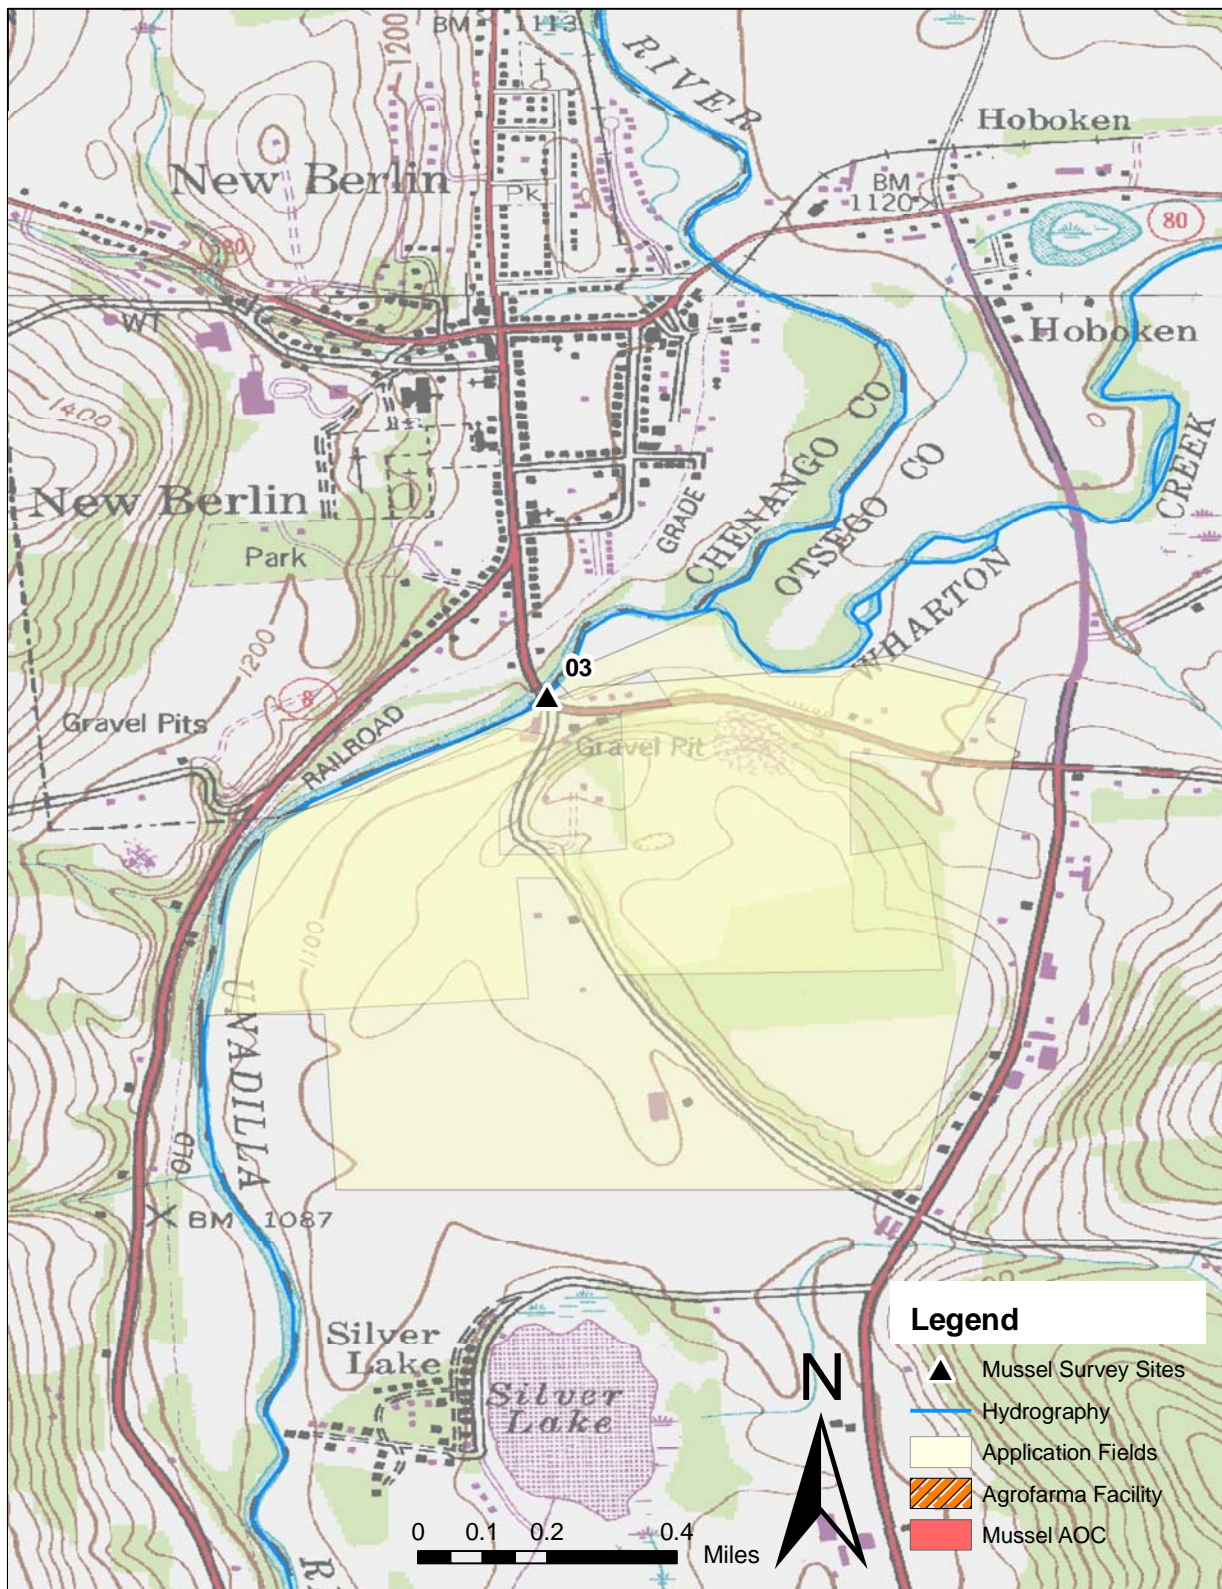 BM 1113
1200
RIVER
Hoboken
New Berlin
Pk
BM
1120
80
80
WT
Hoboken
1400
CHENANGO CO
OTSEGO CO
CREEK
New Berlin
GRADE
Park
WHARTON
1200
03
8
Gravel Pits
RAILROAD
Gravel Pit
1100
UNADILLA
OLD
BM 1087
Silver
Lake
Silver
Lake
N
0 0.1 0.2 0.4
Miles
Legend
Mussel Survey Sites
Hydrography
Application Fields
Agrofarma Facility
Mussel AOC